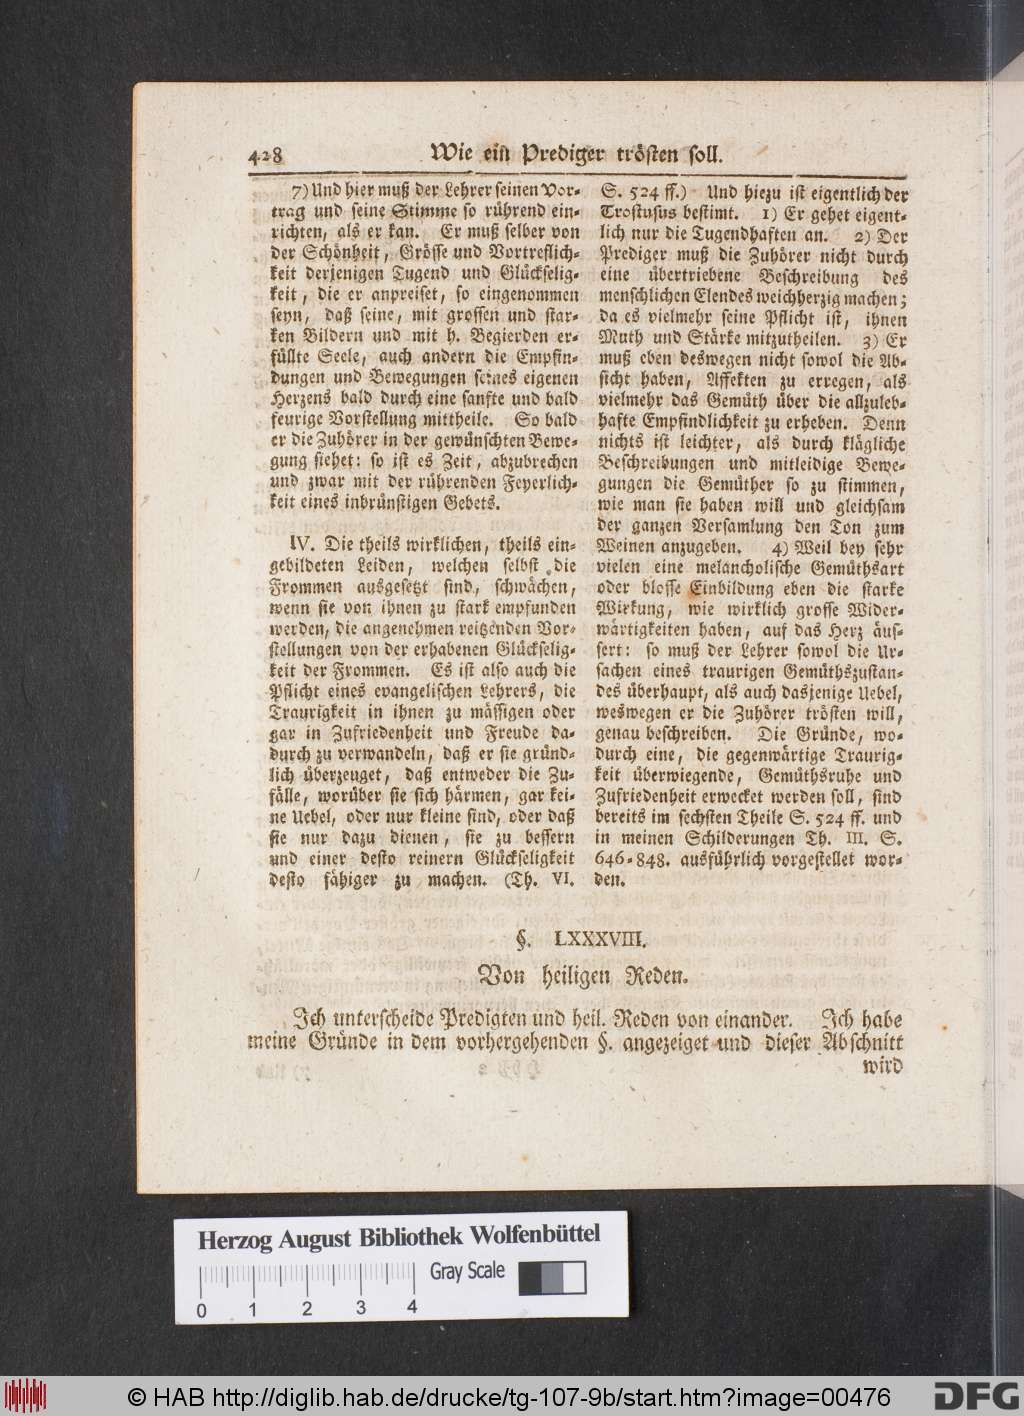 428 Wie ein Prediger trösten soll.
7) Und hier muß der Lehrer seinen Vor-
trag und seine Stimme so rührend ein-
richten, als er kan. Er muß selber von
der Schönheit, Grösse und Vortreflich-
keit derjenigen Tugend und Glückselig-
keit, die er anpreiset, so eingenommen
seyn, daß seine, mit grossen und star-
ken Bildern und mit h. Begierden er-
füllte Seele, auch andern die Empfin-
dungen und Bewegungen seines eigenen
Herzens bald durch eine sanfte und bald
feurige Vorstellung mittheile. So bald
er die Zuhörer in der gewünschten Bewe-
gung siehet: so ist es Zeit, abzubrechen
und zwar mit der rührenden Feyerlich-
keit eines inbrünstigen Gebets.
IV. Die theils wirklichen, theils ein-
gebildeten Leiden, welchen selbst die
Frommen ausgesetzt sind, schwächen,
wenn sie von ihnen zu stark empfunden
werden, die angenehmen reitzenden Vor-
stellungen von der erhabenen Glückselig-
keit der Frommen. Es ist also auch die
Pflicht eines evangelischen Lehrers, die
Traurigkeit in ihnen zu mässigen oder
gar in Zufriedenheit und Freude da-
durch zu verwandeln, daß er sie gründ-
lich überzeuget, daß entweder die Zu-
fälle, worüber sie sich härmen, gar kei-
ne Uebel, oder nur kleine sind, oder daß
sie nur dazu dienen, sie zu bessern
und einer desto reinern Glückseligkeit
desto fähiger zu machen. (Th. VI.
S. 524 ff.) Und hiezu ist eigentlich der
Trostusus bestimt. 1) Er gehet eigent-
lich nur die Tugendhaften an. 2) Der
Prediger muß die Zuhörer nicht durch
eine übertriebene Beschreibung des
menschlichen Elendes weichherzig machen;
da es vielmehr seine Pflicht ist, ihnen
Muth und Stärke mitzutheilen. 3) Er
muß eben deswegen nicht sowol die Ab-
sicht haben, Affekten zu erregen, als
vielmehr das Gemüth über die allzuleb-
hafte Empfindlichkeit zu erheben. Denn
nichts ist leichter, als durch klägliche
Beschreibungen und mitleidige Bewe-
gungen die Gemüther so zu stimmen,
wie man sie haben will und gleichsam
der ganzen Versamlung den Ton zum
Weinen anzugeben. 4) Weil bey sehr
vielen eine melancholische Gemüthsart
oder blosse Einbildung eben die starke
Wirkung, wie wirklich grosse Wider-
wärtigkeiten haben, auf das Herz äus-
sert: so muß der Lehrer sowol die Ur-
sachen eines traurigen Gemüthszustan-
des überhaupt, als auch dasjenige Uebel,
weswegen er die Zuhörer trösten will,
genau beschreiben. Die Gründe, wo-
durch eine, die gegenwärtige Traurig-
keit überwiegende, Gemüthsruhe und
Zufriedenheit erwecket werden soll, sind
bereits im sechsten Theile S. 524 ff. und
in meinen Schilderungen Th. III. S.
646-848. ausführlich vorgestellet wor-
den.
§. LXXXVIII.
Von heiligen Reden.
Ich unterscheide Predigten und heil. Reden von einander. Ich habe
meine Gründe in dem vorhergehenden §. angezeiget und dieser Abschnitt
wird
Herzog August Bibliothek Wolfenbüttel
Gray Scale
0 1 2 3 4
© HAB http://diglib.hab.de/drucke/tg-107-9b/start.htm?image=00476
DFG